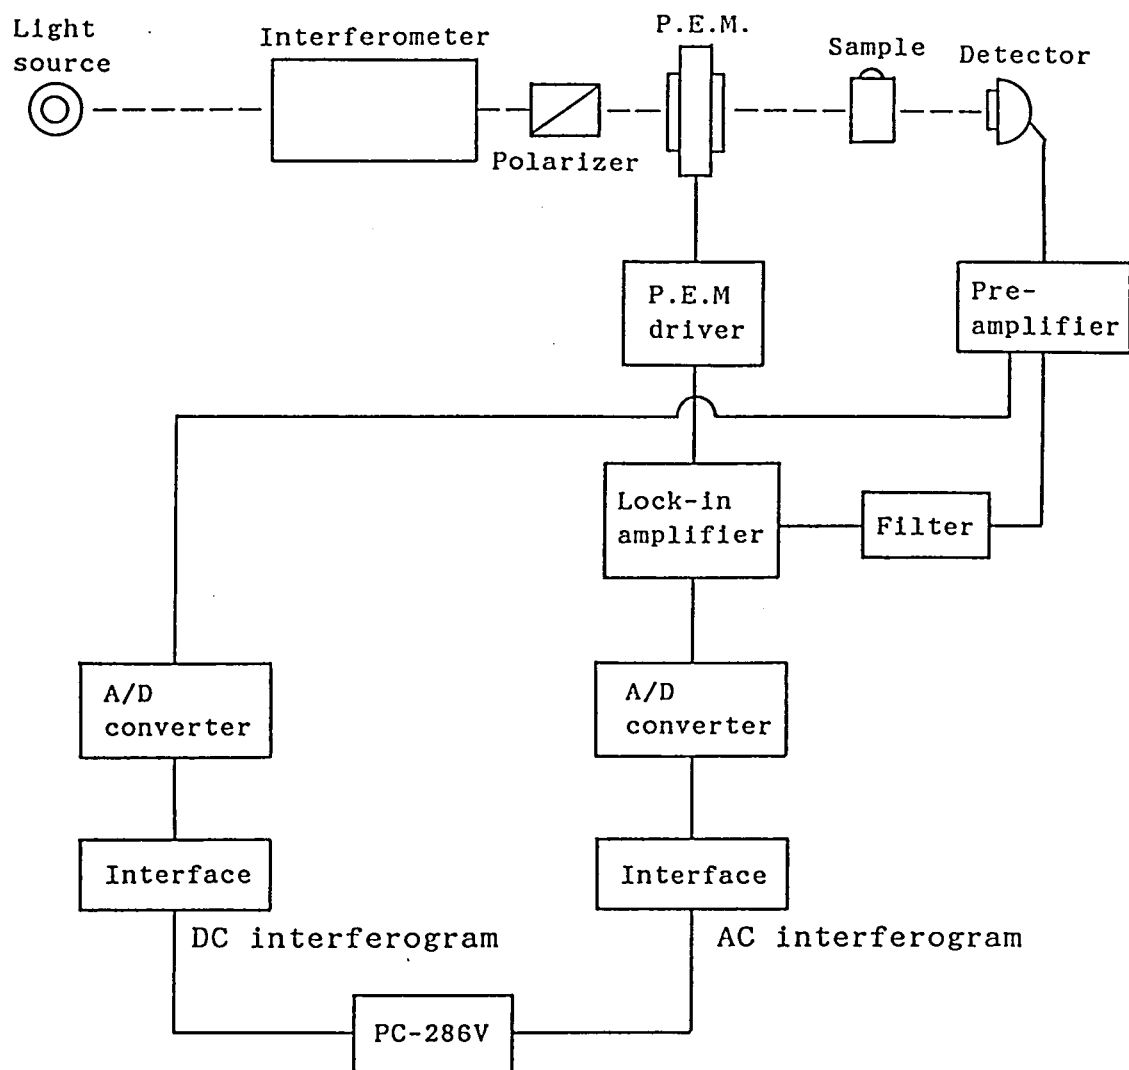 Light
source
Interferometer
Polarizer
P.E.M.
Sample
Detector
P.E.M
driver
Pre-
amplifier
Lock-in
amplifier
Filter
A/D
converter
A/D
converter
Interface
Interface
DC interferogram
AC interferogram
PC-286V